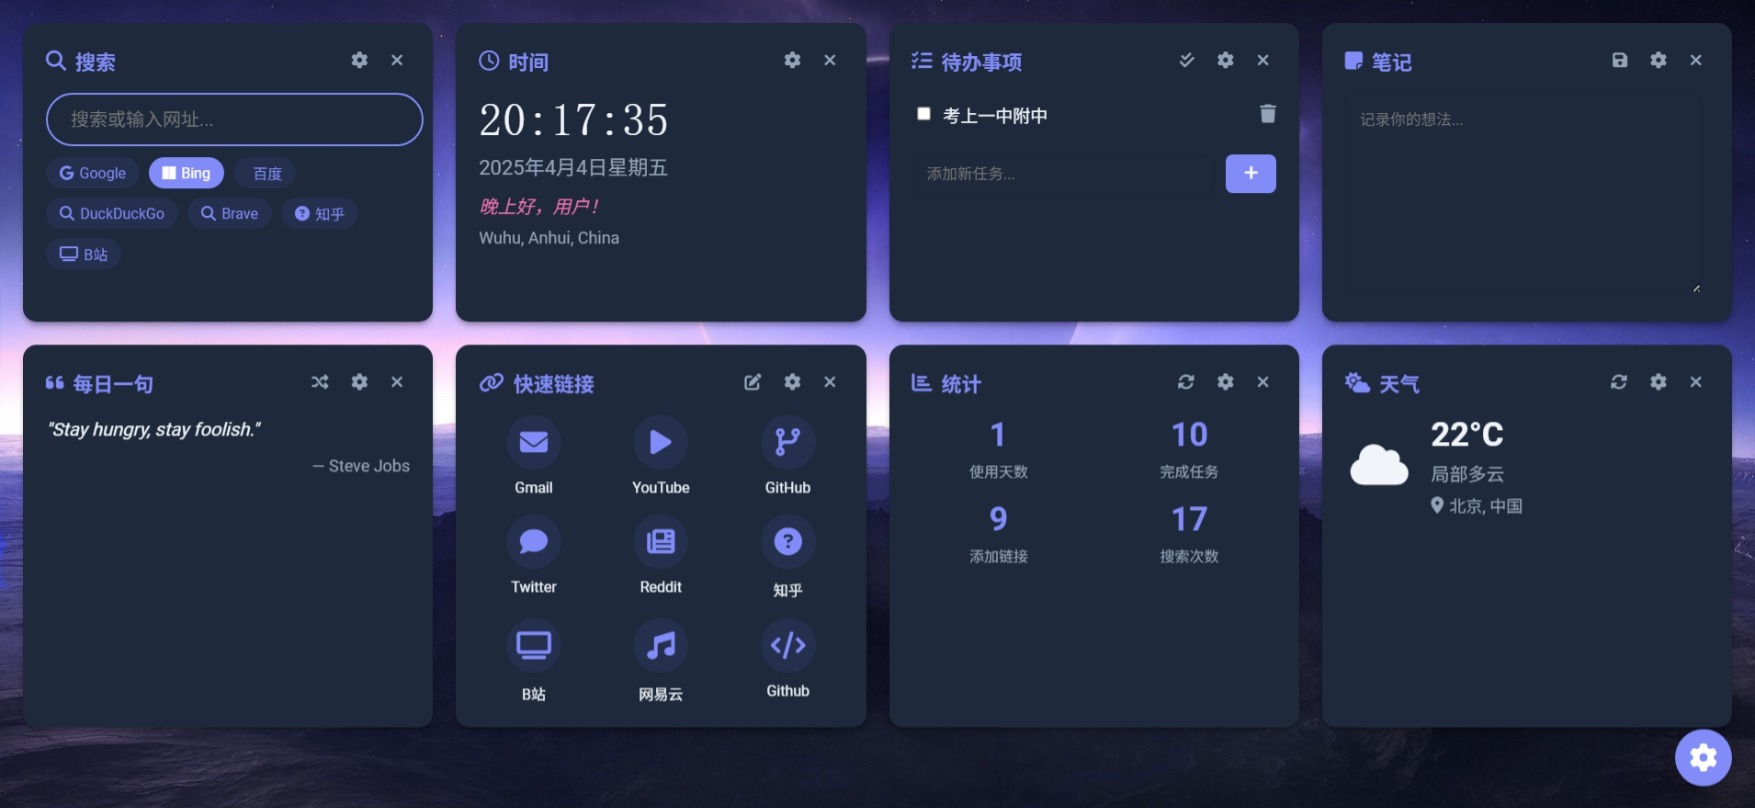 搜索
搜索或输入网址...
Google
Bing
百度
DuckDuckGo
Brave
知乎
B站
时间
20:17:35
2025年4月4日星期五
晚上好，用户！
Wuhu, Anhui, China
待办事项
考上一中附中
添加新任务...
笔记
记录你的想法...
每日一句
"Stay hungry, stay foolish."
— Steve Jobs
快速链接
Gmail
YouTube
GitHub
Twitter
Reddit
知乎
B站
网易云
Github
统计
1
使用天数
10
完成任务
9
添加链接
17
搜索次数
天气
22°C
局部多云
北京, 中国